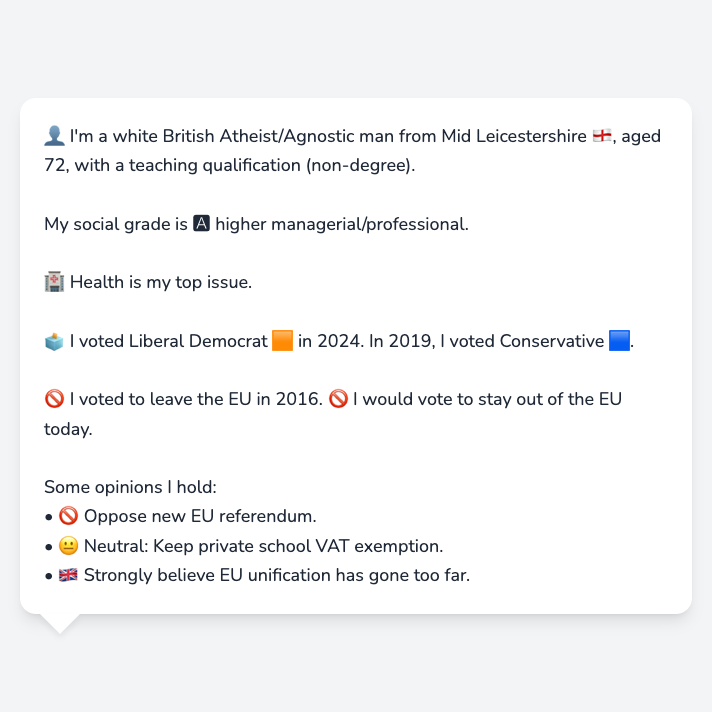 👤 I'm a white British Atheist/Agnostic man from Mid Leicestershire 🏴󠁧󠁢󠁥󠁮󠁧󠁿, aged
72, with a teaching qualification (non-degree).
My social grade is 🅰 higher managerial/professional.
🏥 Health is my top issue.
🗳️ I voted Liberal Democrat 🟧 in 2024. In 2019, I voted Conservative 🟦.
🚫 I voted to leave the EU in 2016. 🚫 I would vote to stay out of the EU
today.
Some opinions I hold:
• 🚫 Oppose new EU referendum.
• 😐 Neutral: Keep private school VAT exemption.
• 🇬🇧 Strongly believe EU unification has gone too far.